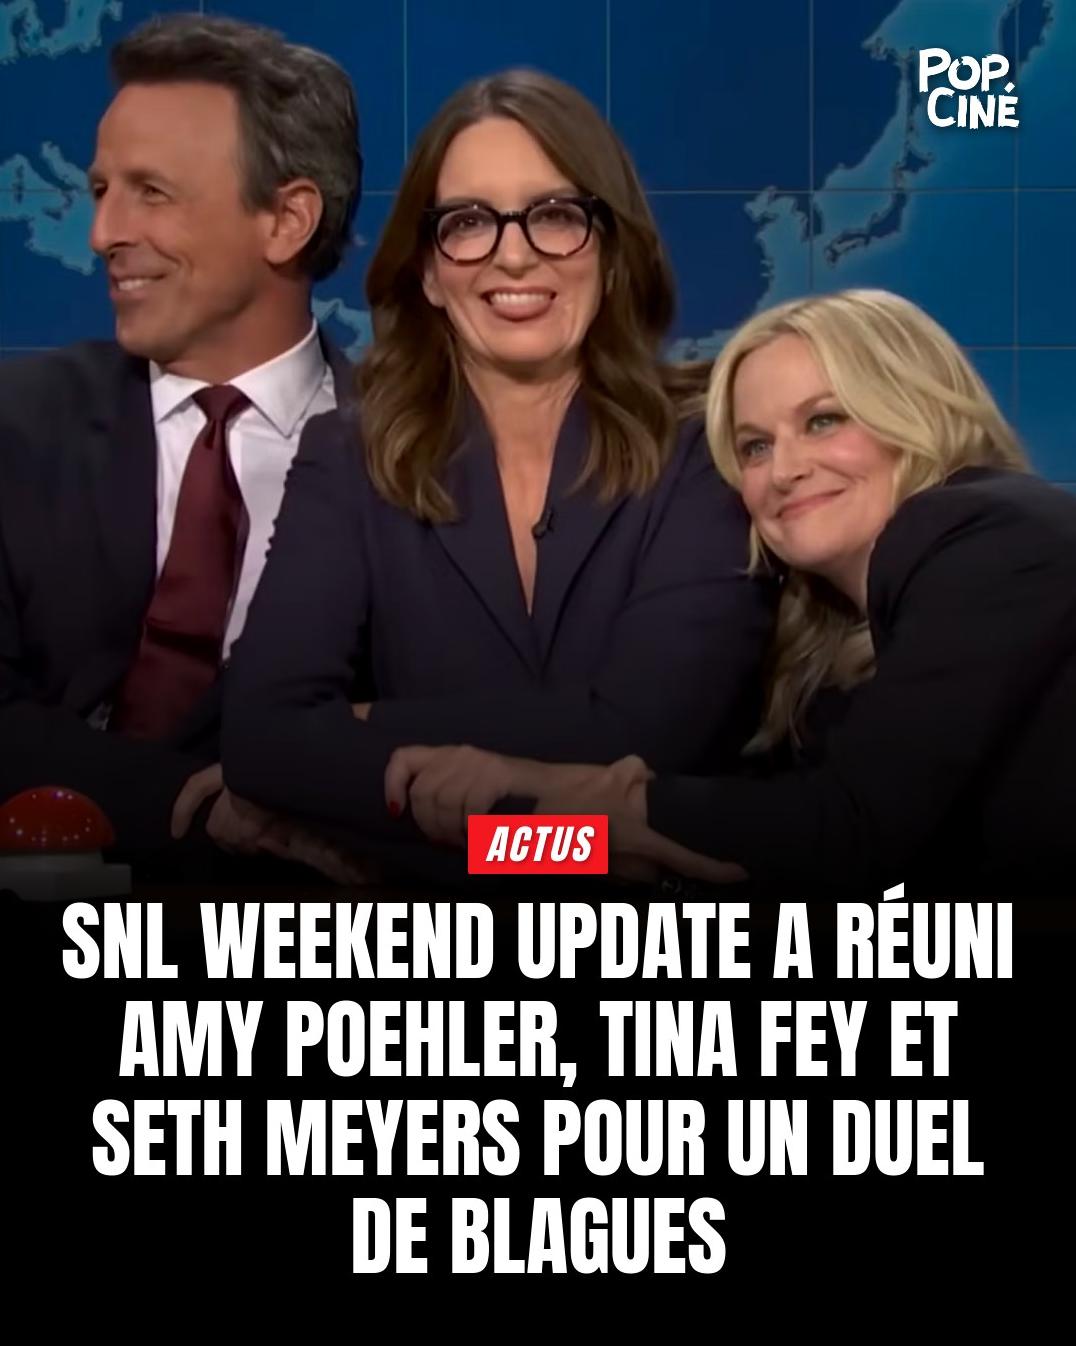 POP.
CINÉ
ACTUS
SNL WEEKEND UPDATE A RÉUNI
AMY POEHLER, TINA FEY ET
SETH MEYERS POUR UN DUEL
DE BLAGUES